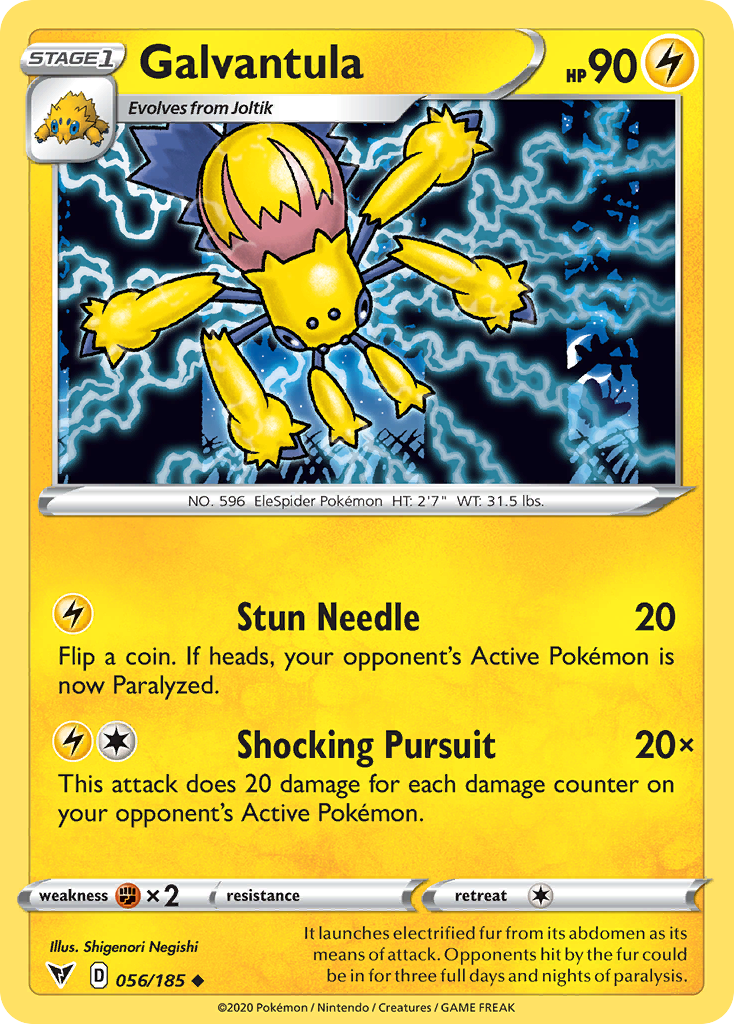 STAGE 1
Galvantula
HP 90
Evolves from Joltik
NO. 596 EleSpider Pokémon HT: 2'7" WT: 31.5 lbs.
Stun Needle 20
Flip a coin. If heads, your opponent's Active Pokémon is
now Paralyzed.
Shocking Pursuit 20×
This attack does 20 damage for each damage counter on
your opponent's Active Pokémon.
weakness ×2 resistance retreat
Illus. Shigenori Negishi
It launches electrified fur from its abdomen as its
means of attack. Opponents hit by the fur could
be in for three full days and nights of paralysis.
D 056/185
©2020 Pokémon / Nintendo / Creatures / GAME FREAK